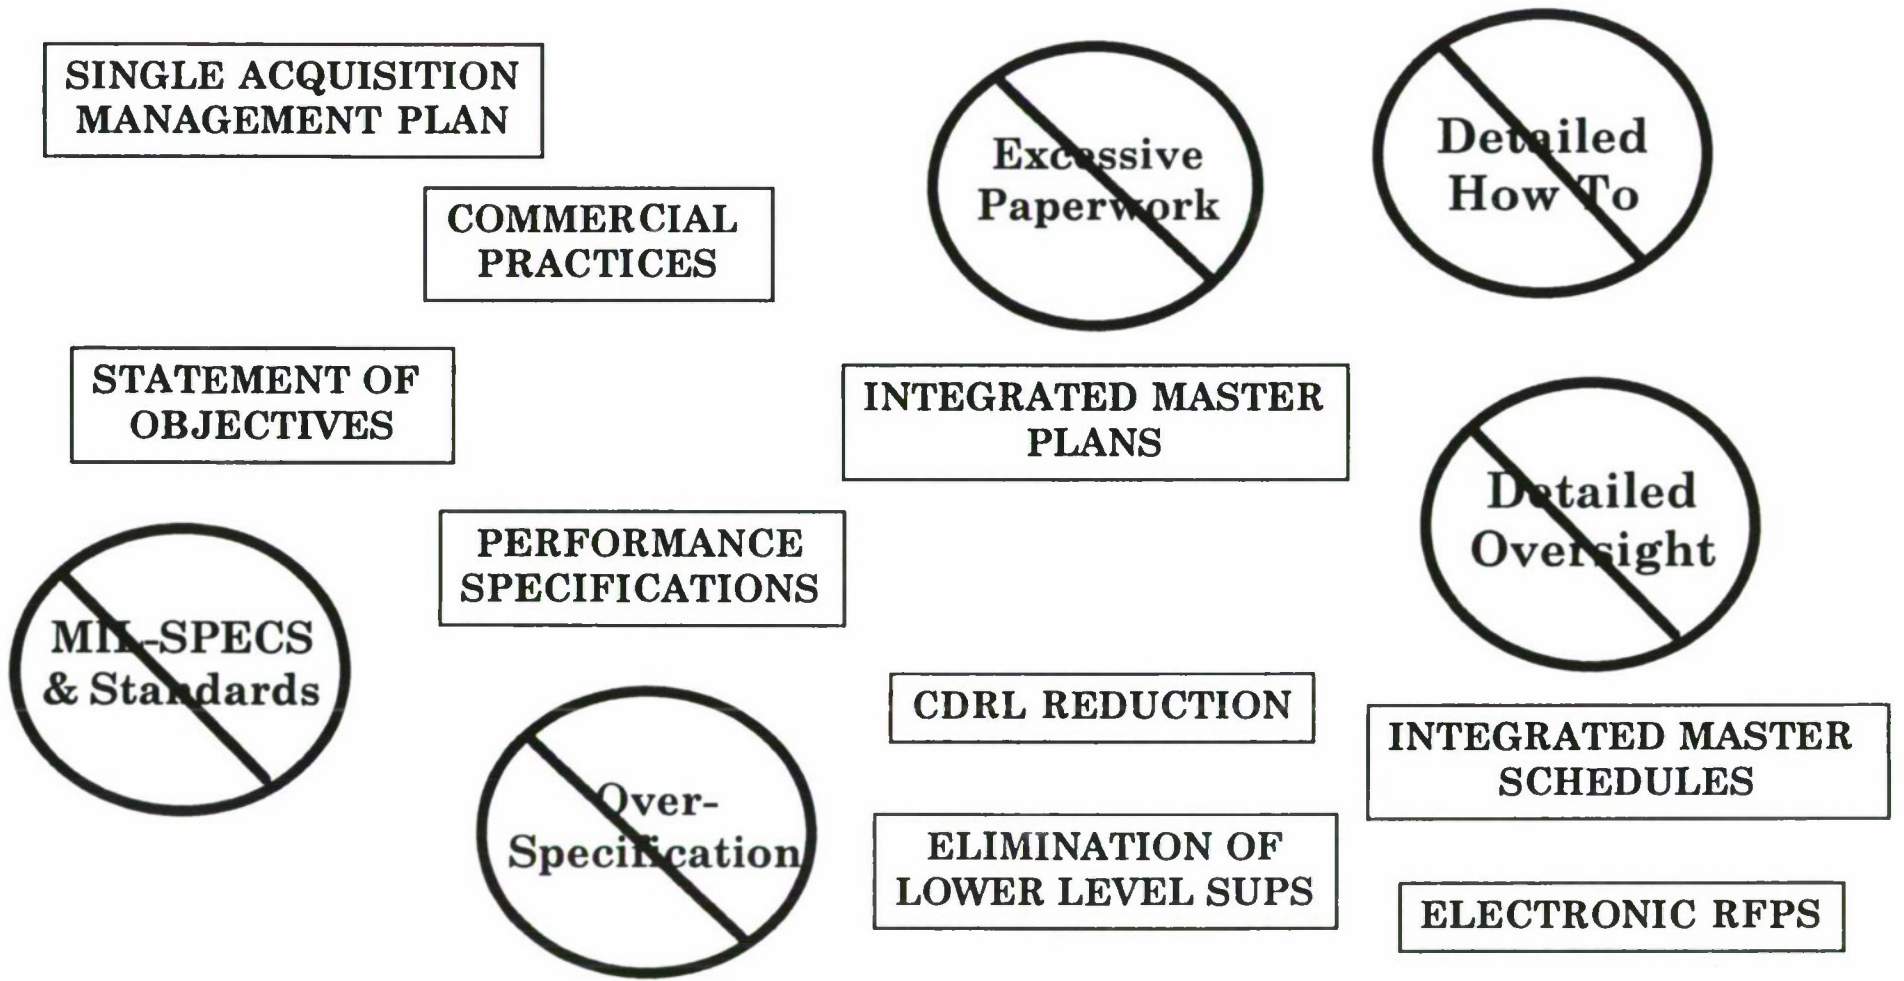 SINGLE ACQUISITION
MANAGEMENT PLAN
COMMERCIAL
PRACTICES
Excessive
Paperwork
Detailed
How To
STATEMENT OF
OBJECTIVES
INTEGRATED MASTER
PLANS
Detailed
Oversight
PERFORMANCE
SPECIFICATIONS
MIL-SPECS
& Standards
CDRL REDUCTION
INTEGRATED MASTER
SCHEDULES
Over-
Specification
ELIMINATION OF
LOWER LEVEL SUPS
ELECTRONIC RFPS